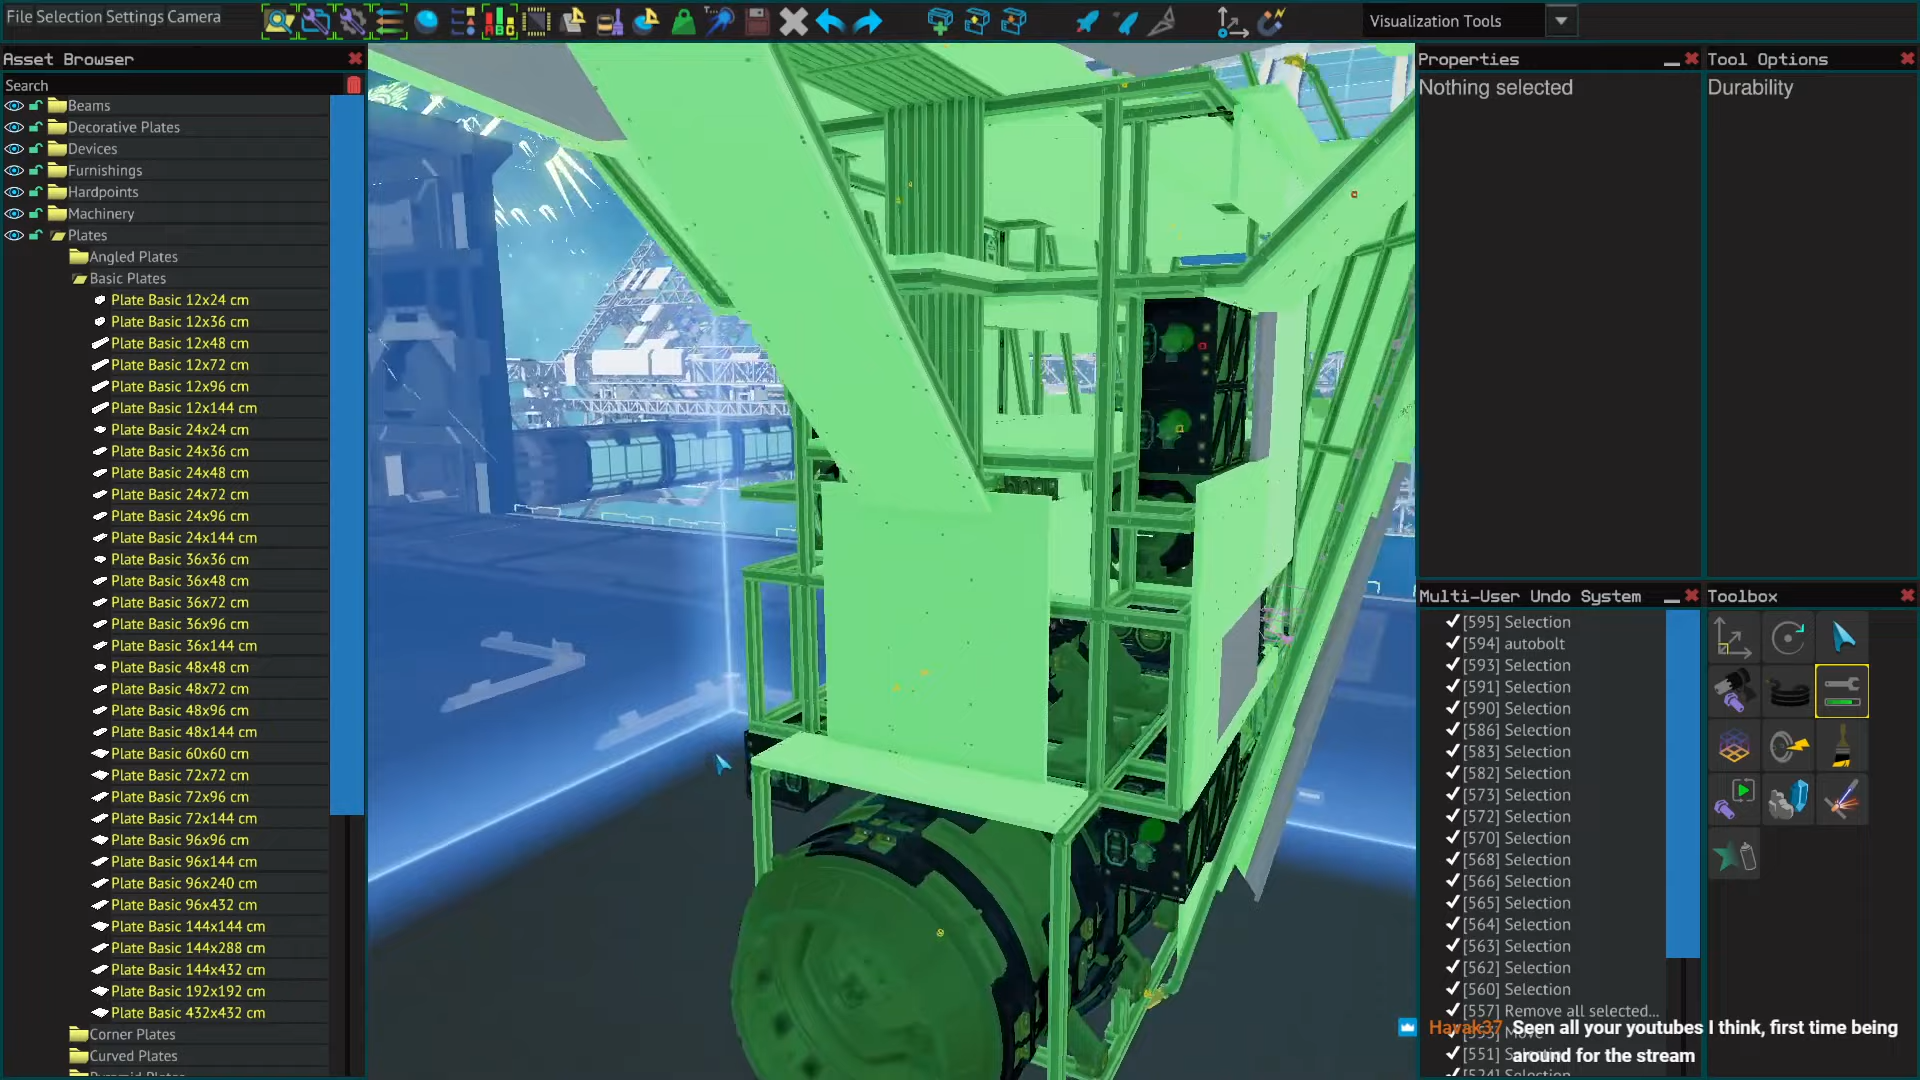 File Selection Settings Camera
Visualization Tools
Asset Browser
Search
Beams
Decorative Plates
Devices
Furnishings
Hardpoints
Machinery
Plates
Angled Plates
Basic Plates
Plate Basic 12x24 cm
Plate Basic 12x36 cm
Plate Basic 12x48 cm
Plate Basic 12x72 cm
Plate Basic 12x96 cm
Plate Basic 12x144 cm
Plate Basic 24x24 cm
Plate Basic 24x36 cm
Plate Basic 24x48 cm
Plate Basic 24x72 cm
Plate Basic 24x96 cm
Plate Basic 24x144 cm
Plate Basic 36x36 cm
Plate Basic 36x48 cm
Plate Basic 36x72 cm
Plate Basic 36x96 cm
Plate Basic 36x144 cm
Plate Basic 48x48 cm
Plate Basic 48x72 cm
Plate Basic 48x96 cm
Plate Basic 48x144 cm
Plate Basic 60x60 cm
Plate Basic 72x72 cm
Plate Basic 72x96 cm
Plate Basic 72x144 cm
Plate Basic 96x96 cm
Plate Basic 96x144 cm
Plate Basic 96x240 cm
Plate Basic 96x432 cm
Plate Basic 144x144 cm
Plate Basic 144x288 cm
Plate Basic 144x432 cm
Plate Basic 192x192 cm
Plate Basic 432x432 cm
Corner Plates
Curved Plates
Properties
Nothing selected
Tool Options
Durability
Multi-User Undo System
[595] Selection
[594] autobolt
[593] Selection
[591] Selection
[590] Selection
[586] Selection
[583] Selection
[582] Selection
[573] Selection
[572] Selection
[570] Selection
[568] Selection
[566] Selection
[565] Selection
[564] Selection
[563] Selection
[562] Selection
[560] Selection
[557] Remove all selected...
[551]
Toolbox
Havak37 Seen all your youtubes I think, first time being
around for the stream